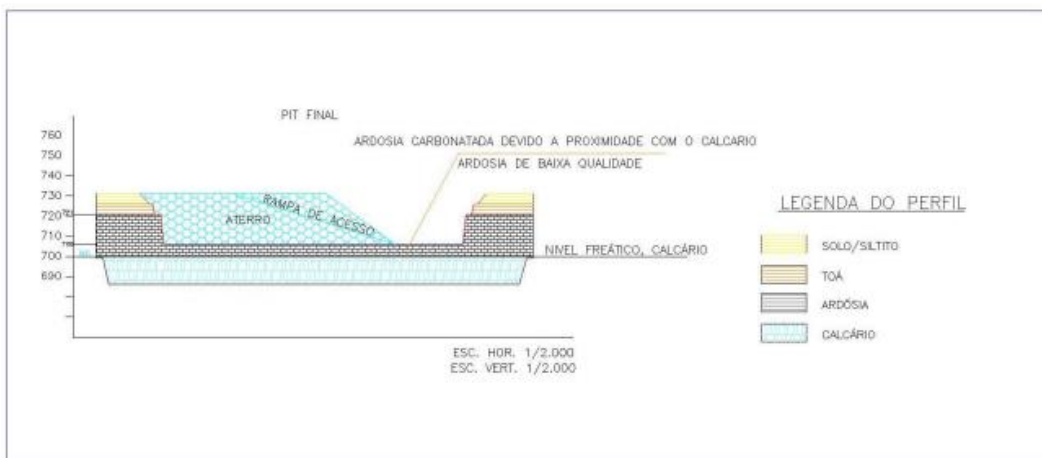 PIT FINAL
ARDOSIA CARBONATADA DEVIDO A PROXIMIDADE COM O CALCARIO
ARDOSIA DE BAIXA QUALIDADE
760
750
740
730
720
710
700
690
RAMPA DE ACESSO
ATERRO
NIVEL FREÁTICO, CALCÁRIO
LEGENDA DO PERFIL
SOLO/SILTITO
TOÁ
ARDÓSIA
CALCÁRIO
ESC. HOR. 1/2.000
ESC. VERT. 1/2.000